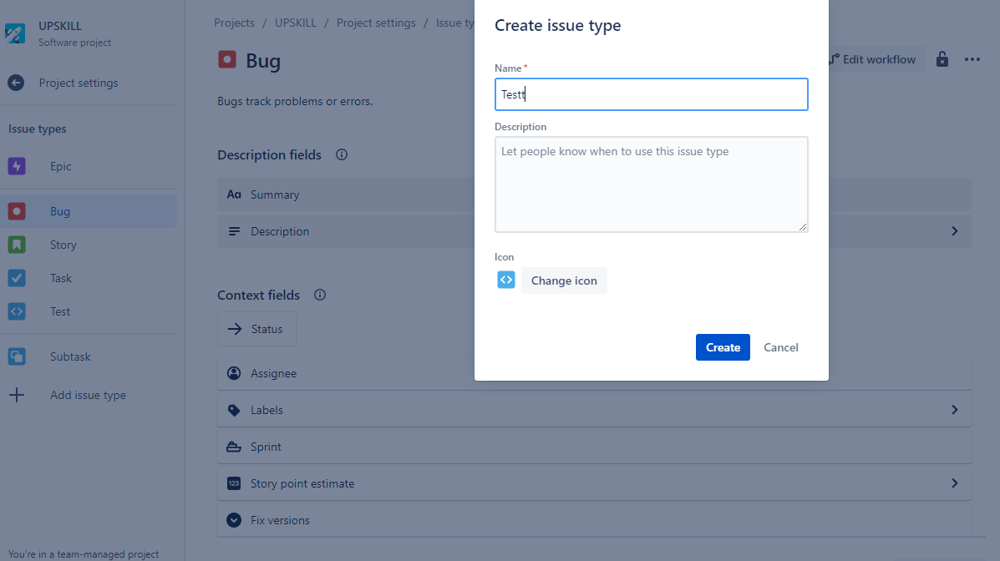 UPSKILL
Software project
Project settings
Issue types
Epic
Bug
Story
Task
Test
Subtask
Add issue type
You're in a team-managed project
Projects / UPSKILL / Project settings / Issue ty
Bug
Edit workflow
Bugs track problems or errors.
Description fields
Aa Summary
Description
Context fields
Status
Assignee
Labels
Sprint
123 Story point estimate
Fix versions
Create issue type
Name*
Testt
Description
Let people know when to use this issue type
Icon
Change icon
Create Cancel